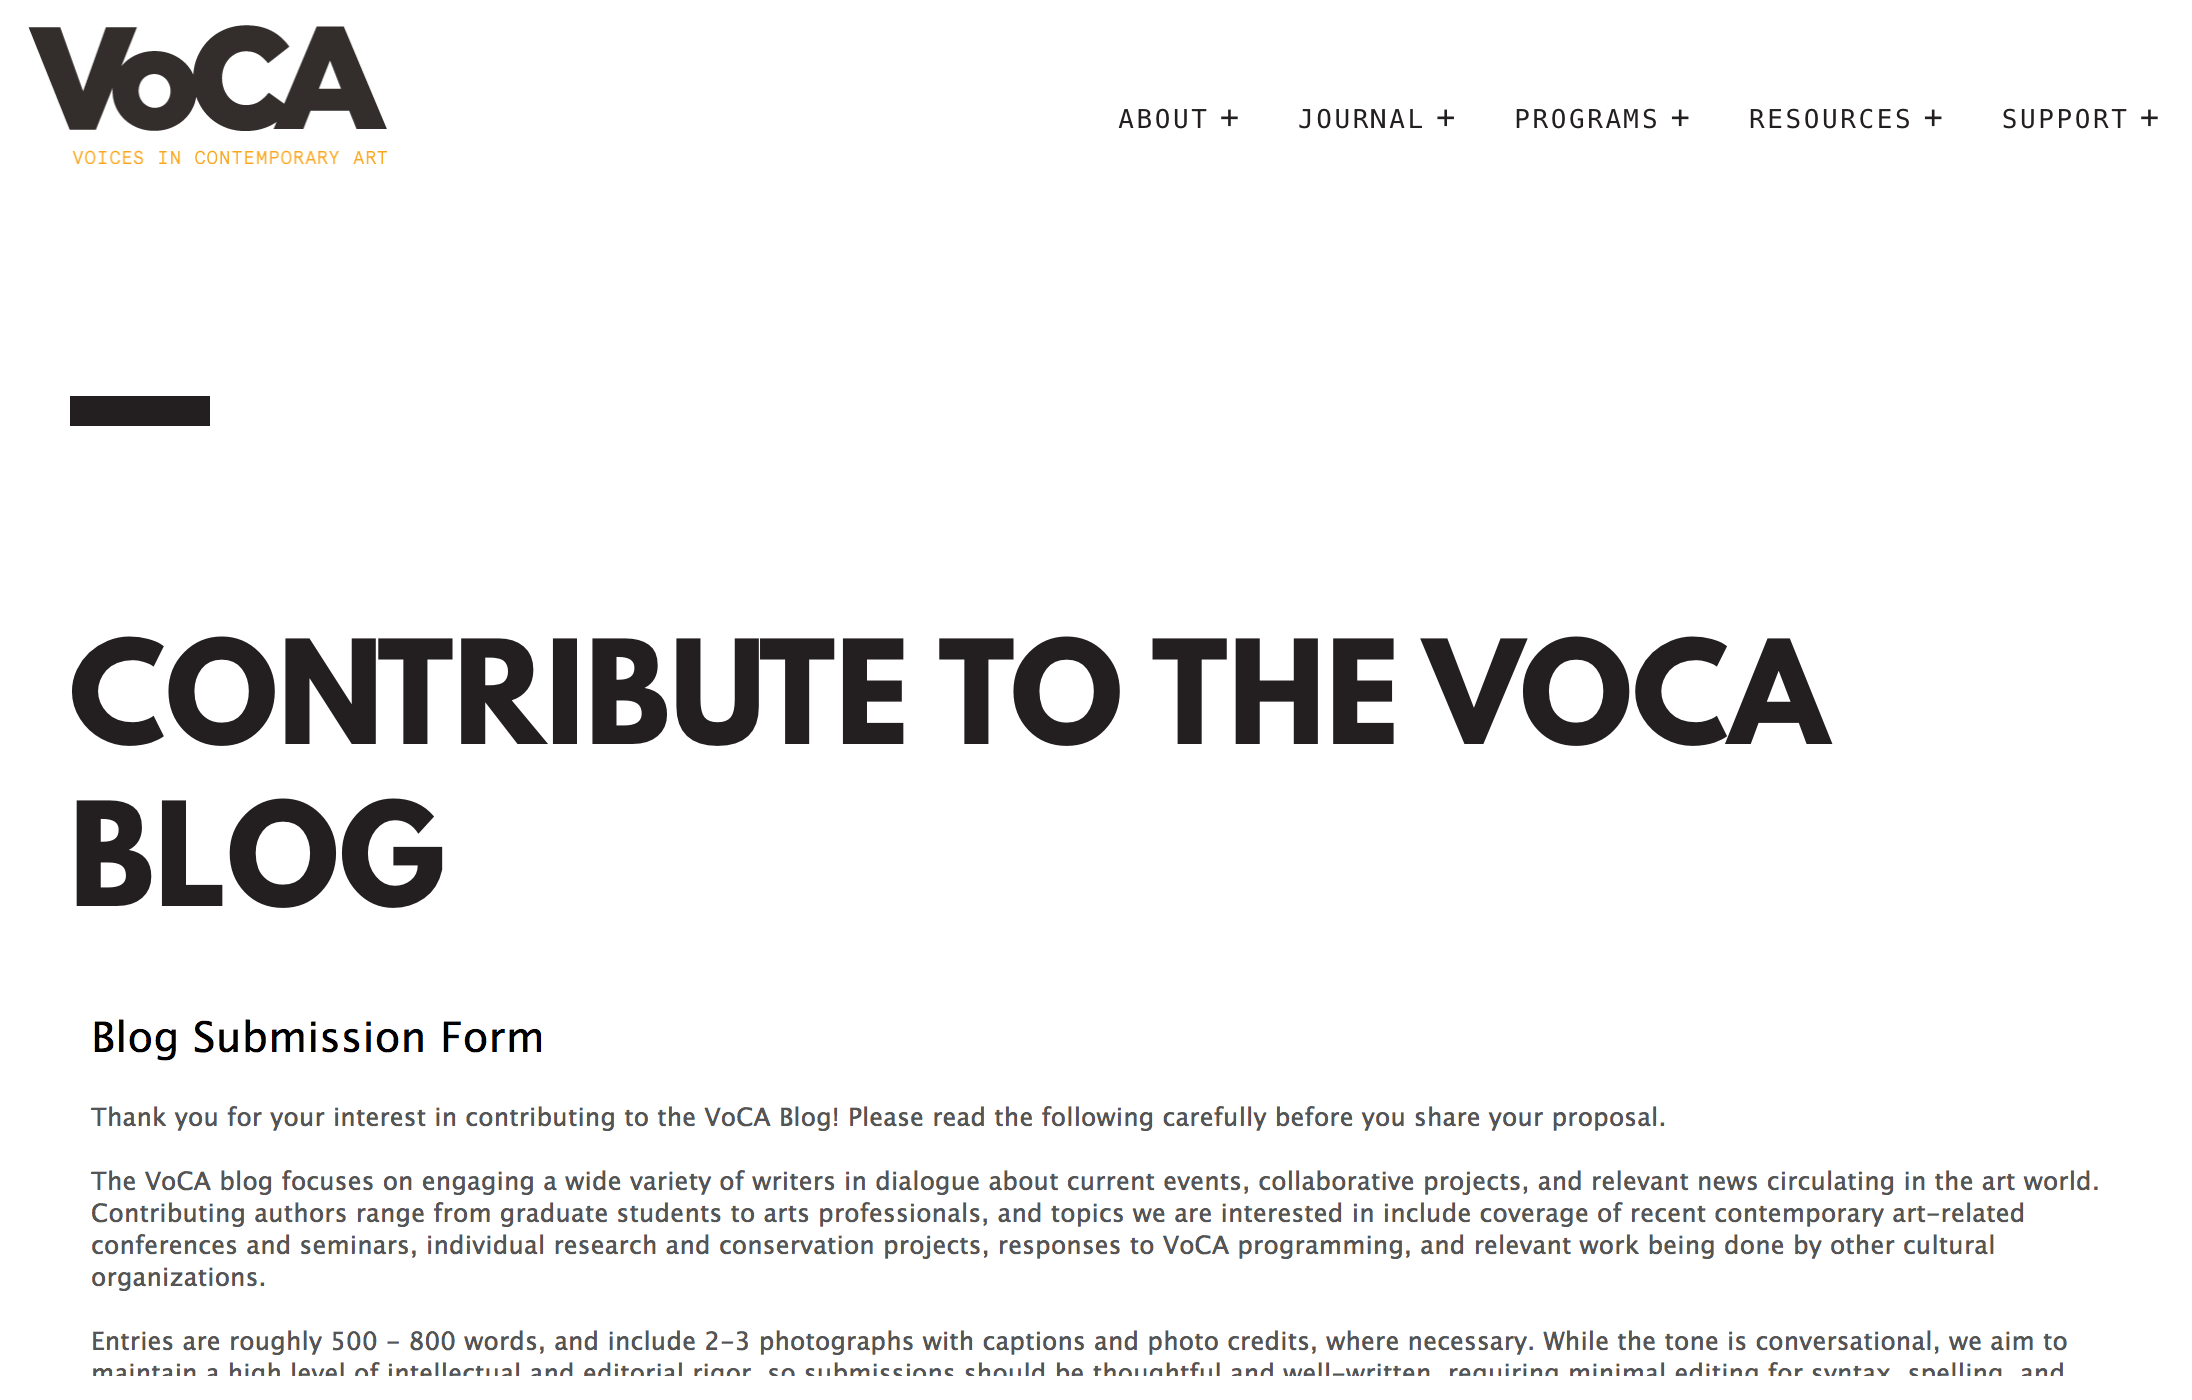 VoCA
VOICES IN CONTEMPORARY ART
ABOUT + JOURNAL + PROGRAMS + RESOURCES + SUPPORT +
CONTRIBUTE TO THE VOCA
BLOG
Blog Submission Form
Thank you for your interest in contributing to the VoCA Blog! Please read the following carefully before you share your proposal.
The VoCA blog focuses on engaging a wide variety of writers in dialogue about current events, collaborative projects, and relevant news circulating in the art world.
Contributing authors range from graduate students to arts professionals, and topics we are interested in include coverage of recent contemporary art-related
conferences and seminars, individual research and conservation projects, responses to VoCA programming, and relevant work being done by other cultural
organizations.
Entries are roughly 500 – 800 words, and include 2-3 photographs with captions and photo credits, where necessary. While the tone is conversational, we aim to
maintain a high level of intellectual and editorial rigor, so submissions should be thoughtful and well-written, requiring minimal editing for syntax, spelling, and